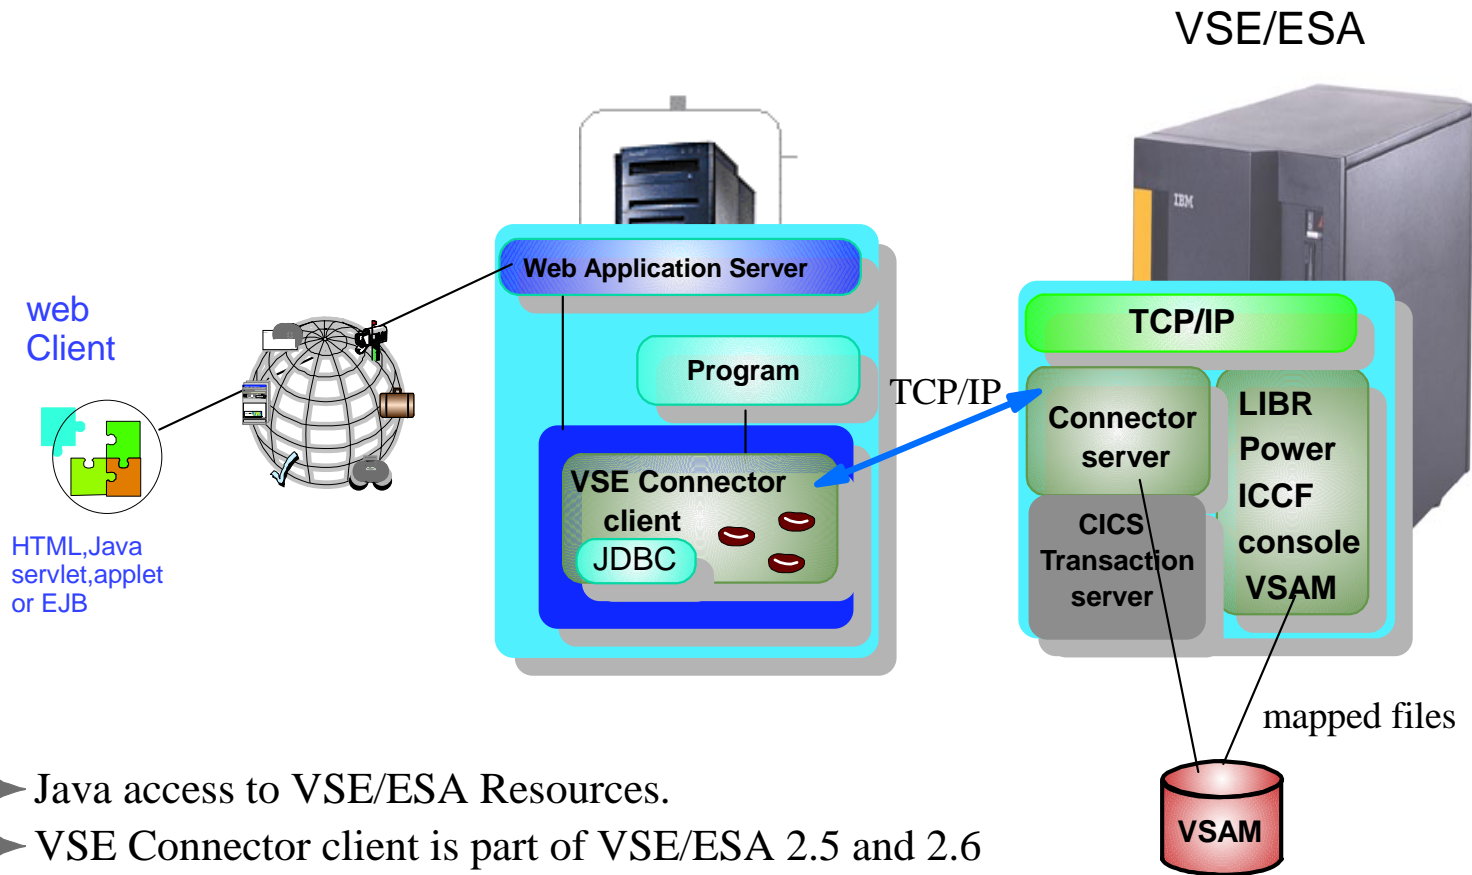 VSE/ESA
IBM
Web Application Server
web
Client
TCP/IP
Program
TCP/IP
Connector
server
LIBR
Power
ICCF
console
VSAM
VSE Connector
client
JDBC
CICS
Transaction
server
HTML,Java
servlet,applet
or EJB
mapped files
VSAM
Java access to VSE/ESA Resources.
VSE Connector client is part of VSE/ESA 2.5 and 2.6